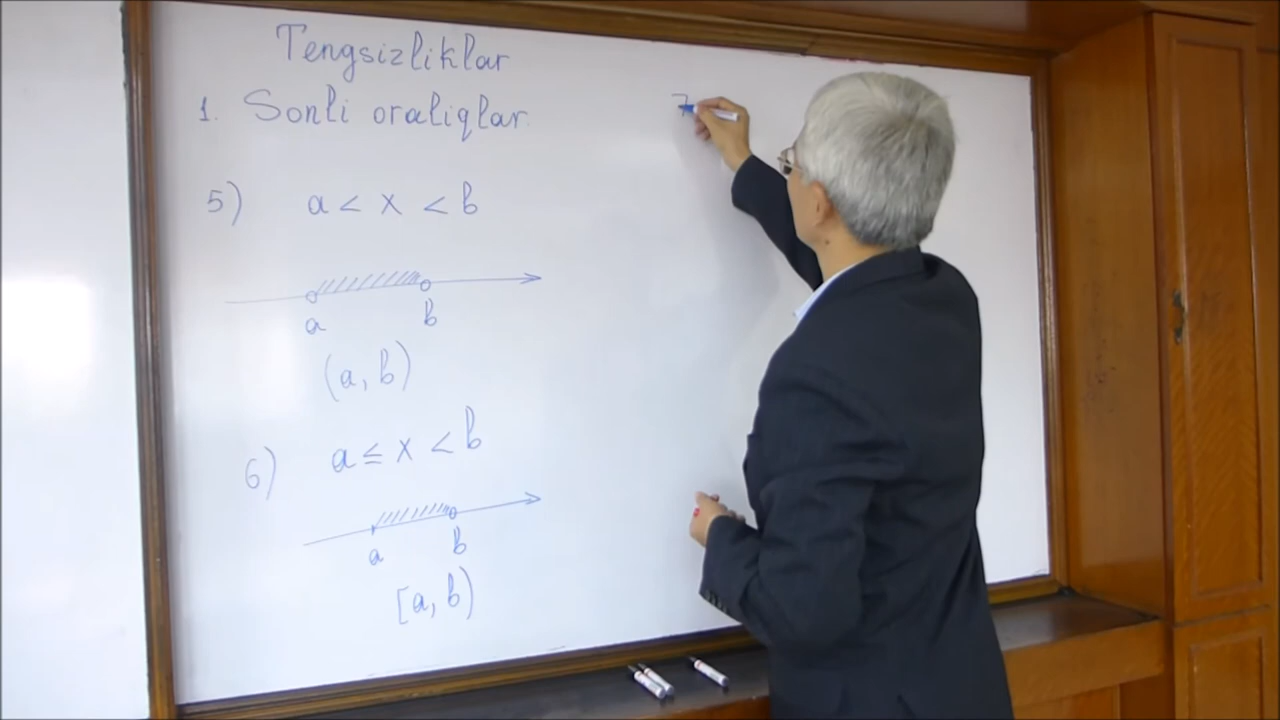 Tengsizliklar
1. Sonli oraliqlar
5) a < x < b
a b
(a, b)
6) a ≤ x < b
a b
[a, b)
7